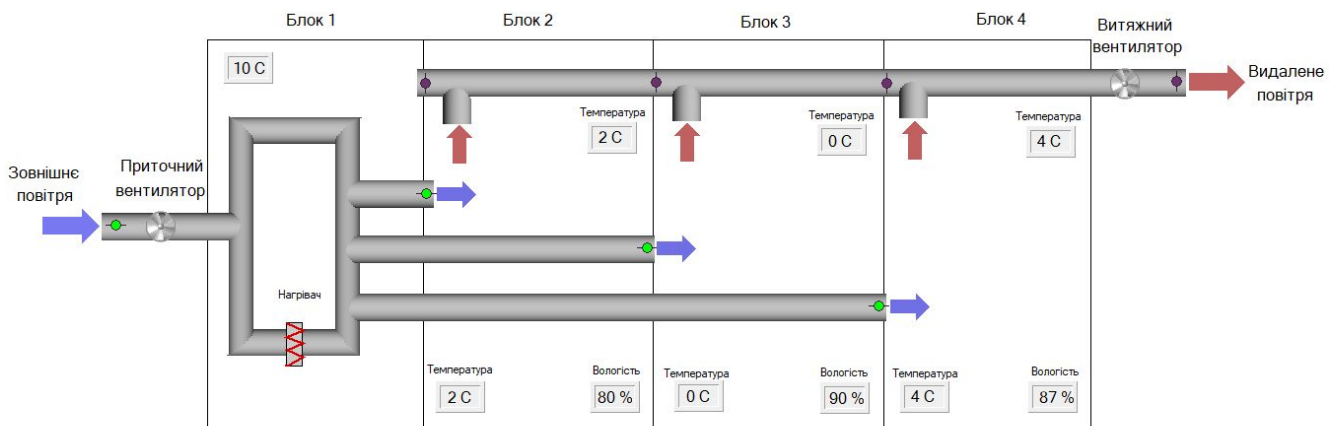 Блок 1
Блок 2
Блок 3
Блок 4
Витяжний
вентилятор
10 C
Видалене
повітря
Температура
2 C
Температура
0 C
Температура
4 C
Зовнішнє
повітря
Приточний
вентилятор
Нагрівач
Температура
2 C
Вологість
80 %
Температура
0 C
Вологість
90 %
Температура
4 C
Вологість
87 %